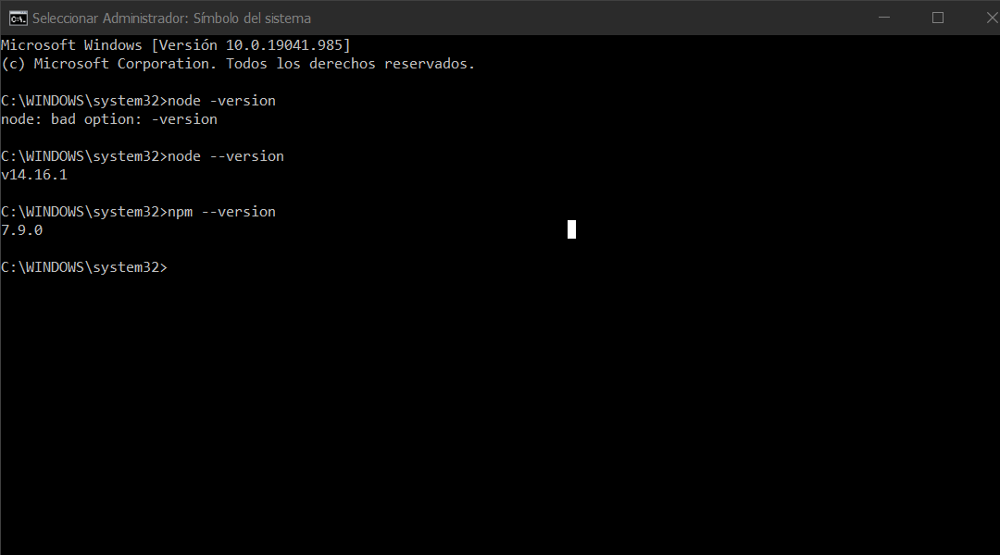 Seleccionar Administrador: Símbolo del sistema
Microsoft Windows [Versión 10.0.19041.985]
(c) Microsoft Corporation. Todos los derechos reservados.
C:\WINDOWS\system32>node -version
node: bad option: -version
C:\WINDOWS\system32>node --version
v14.16.1
C:\WINDOWS\system32>npm --version
7.9.0
C:\WINDOWS\system32>